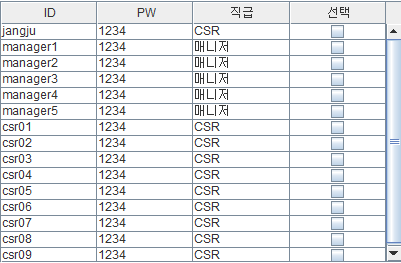 ID PW 직급 선택
jangju 1234 CSR
manager1 1234 매니저
manager2 1234 매니저
manager3 1234 매니저
manager4 1234 매니저
manager5 1234 매니저
csr01 1234 CSR
csr02 1234 CSR
csr03 1234 CSR
csr04 1234 CSR
csr05 1234 CSR
csr06 1234 CSR
csr07 1234 CSR
csr08 1234 CSR
csr09 1234 CSR